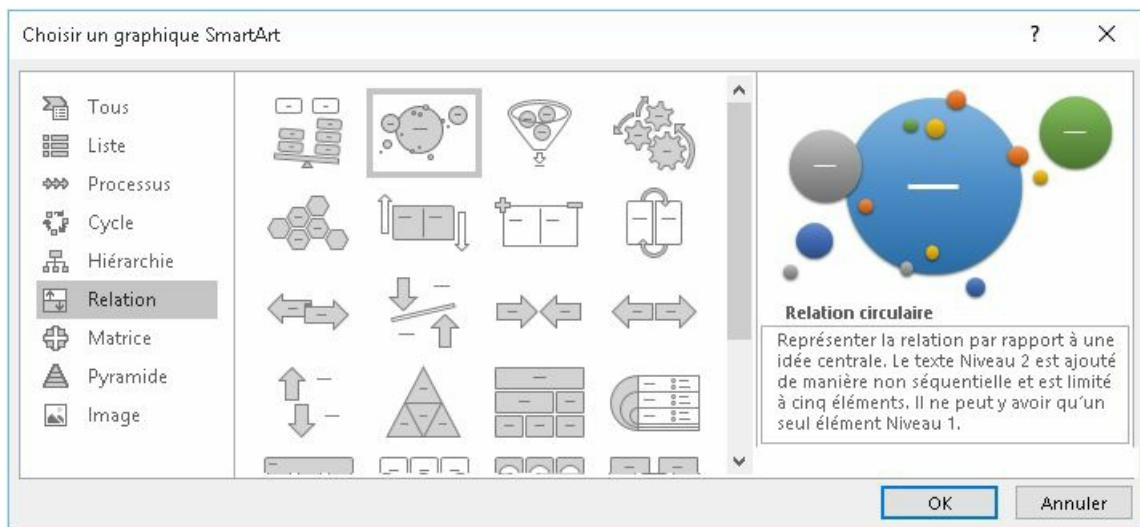 Choisir un graphique SmartArt
?
Tous
Liste
Processus
Cycle
Hiérarchie
Relation
Matrice
Pyramide
Image
Relation circulaire
Représenter la relation par rapport à une
idée centrale. Le texte Niveau 2 est ajouté
de manière non séquentielle et est limité
à cinq éléments. Il ne peut y avoir qu'un
seul élément Niveau 1.
OK
Annuler